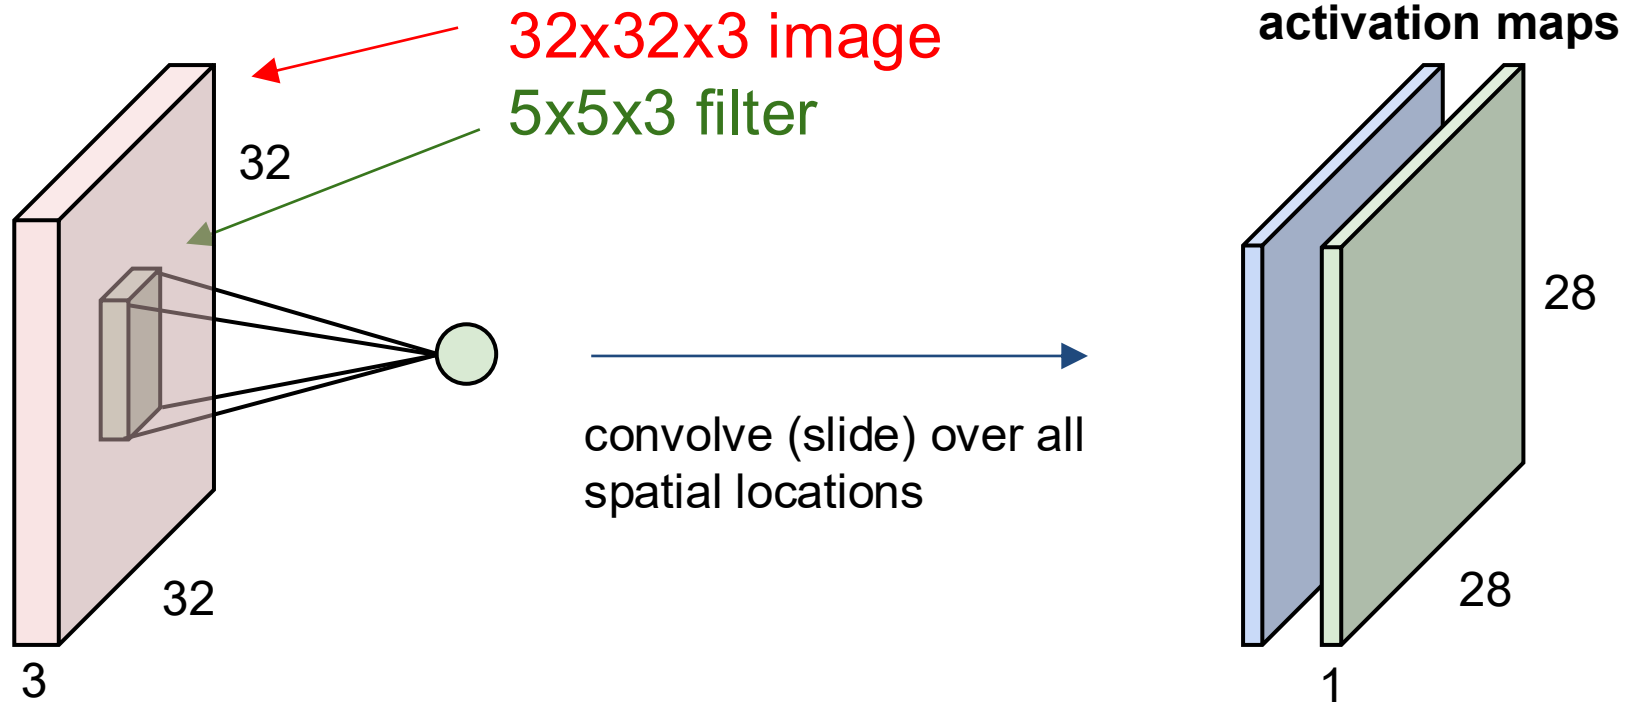 32x32x3 image
5x5x3 filter
32
32
3
convolve (slide) over all
spatial locations
activation maps
28
28
1